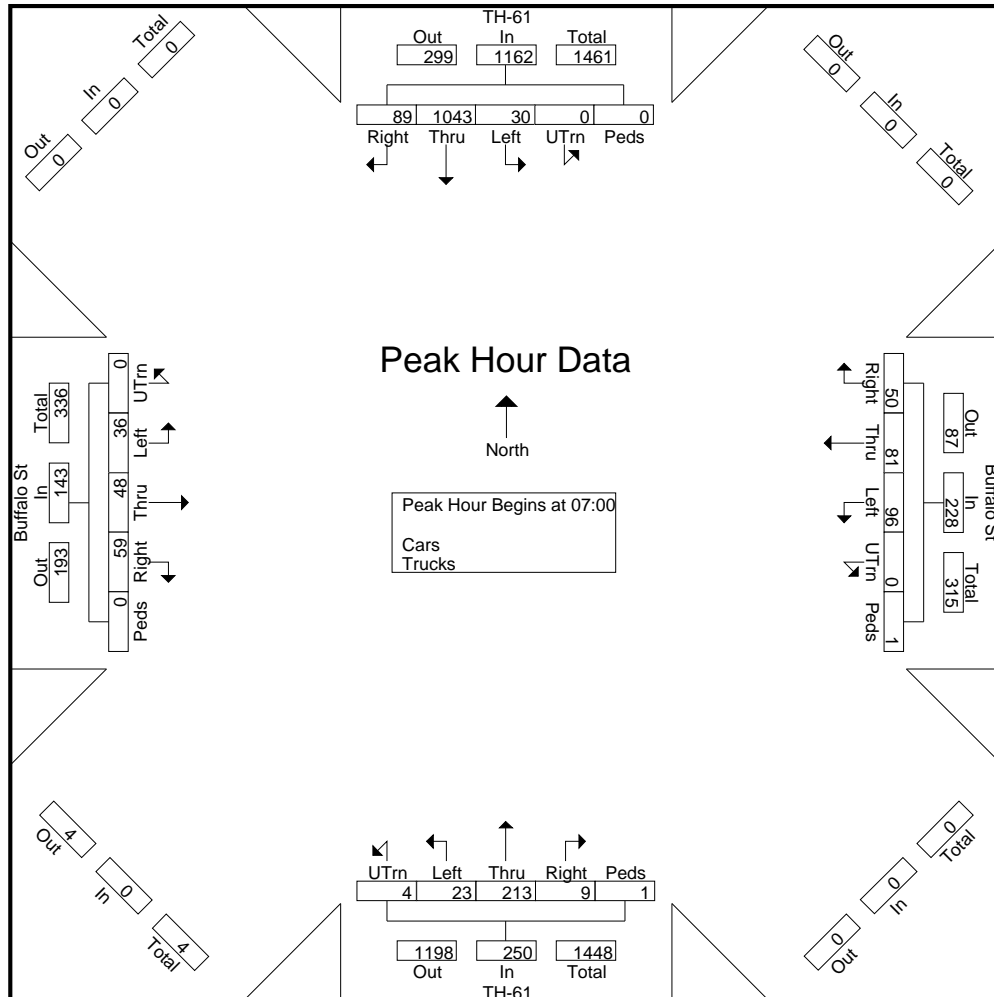 TH-61
Out In Total
299 1162 1461
89 1043 30 0 0
Right Thru Left UTrn Peds
Total
0
In
0
Out
0
Out
0
In
0
Total
0
Peak Hour Data
North
Peak Hour Begins at 07:00
Cars
Trucks
Buffalo St
Out In Total
193 143 336
Peds Right Thru Left UTrn
0 59 48 36 0
Buffalo St
Out In Total
87 228 315
50 81 96 0 1
Right Thru Left UTrn Peds
4
Out
0
In
4
Total
0
Total
0
In
0
Out
UTrn Left Thru Right Peds
4 23 213 9 1
1198 250 1448
Out In Total
TH-61